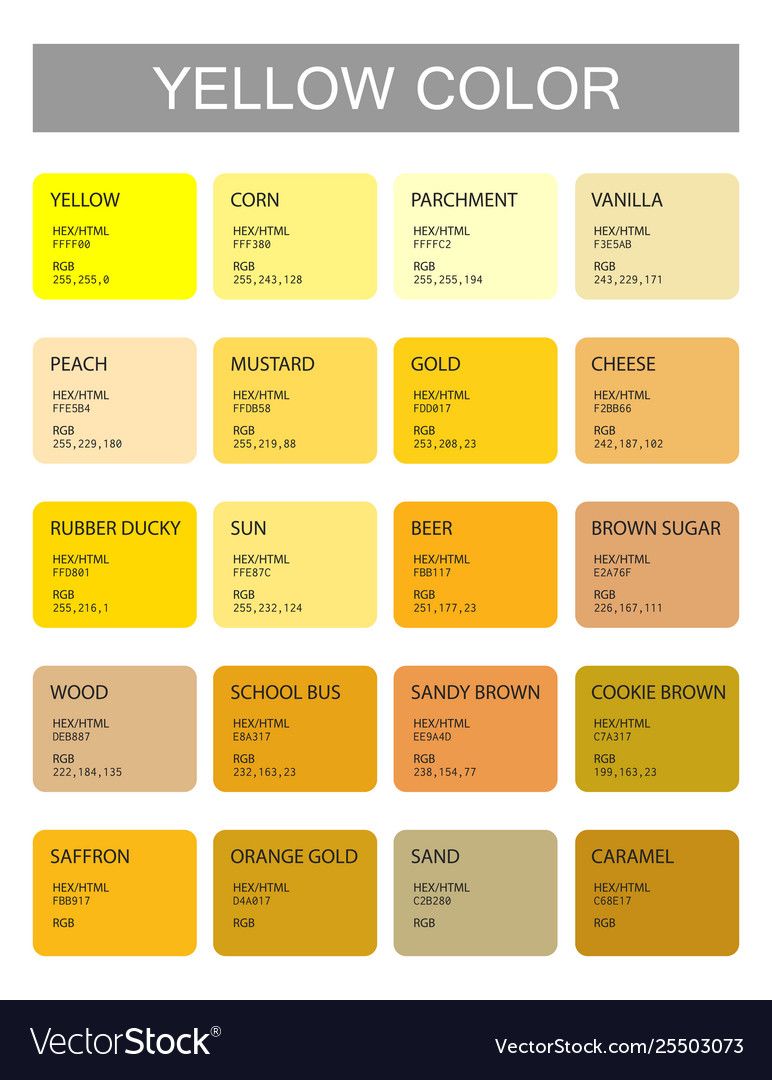 YELLOW COLOR
YELLOW
HEX/HTML
FFFF00
RGB
255,255,0
CORN
HEX/HTML
FFF380
RGB
255,243,128
PARCHMENT
HEX/HTML
FFFFC2
RGB
255,255,194
VANILLA
HEX/HTML
F3E5AB
RGB
243,229,171
PEACH
HEX/HTML
FFE5B4
RGB
255,229,180
MUSTARD
HEX/HTML
FFDB58
RGB
255,219,88
GOLD
HEX/HTML
FDD017
RGB
253,208,23
CHEESE
HEX/HTML
F2BB66
RGB
242,187,102
RUBBER DUCKY
HEX/HTML
FFD801
RGB
255,216,1
SUN
HEX/HTML
FFE87C
RGB
255,232,124
BEER
HEX/HTML
FBB117
RGB
251,177,23
BROWN SUGAR
HEX/HTML
E2A76F
RGB
226,167,111
WOOD
HEX/HTML
DEB887
RGB
222,184,135
SCHOOL BUS
HEX/HTML
E8A317
RGB
232,163,23
SANDY BROWN
HEX/HTML
EE9A4D
RGB
238,154,77
COOKIE BROWN
HEX/HTML
C7A317
RGB
199,163,23
SAFFRON
HEX/HTML
FBB917
RGB
ORANGE GOLD
HEX/HTML
D4A017
RGB
SAND
HEX/HTML
C2B280
RGB
CARAMEL
HEX/HTML
C68E17
RGB
VectorStock®
VectorStock.com/25503073